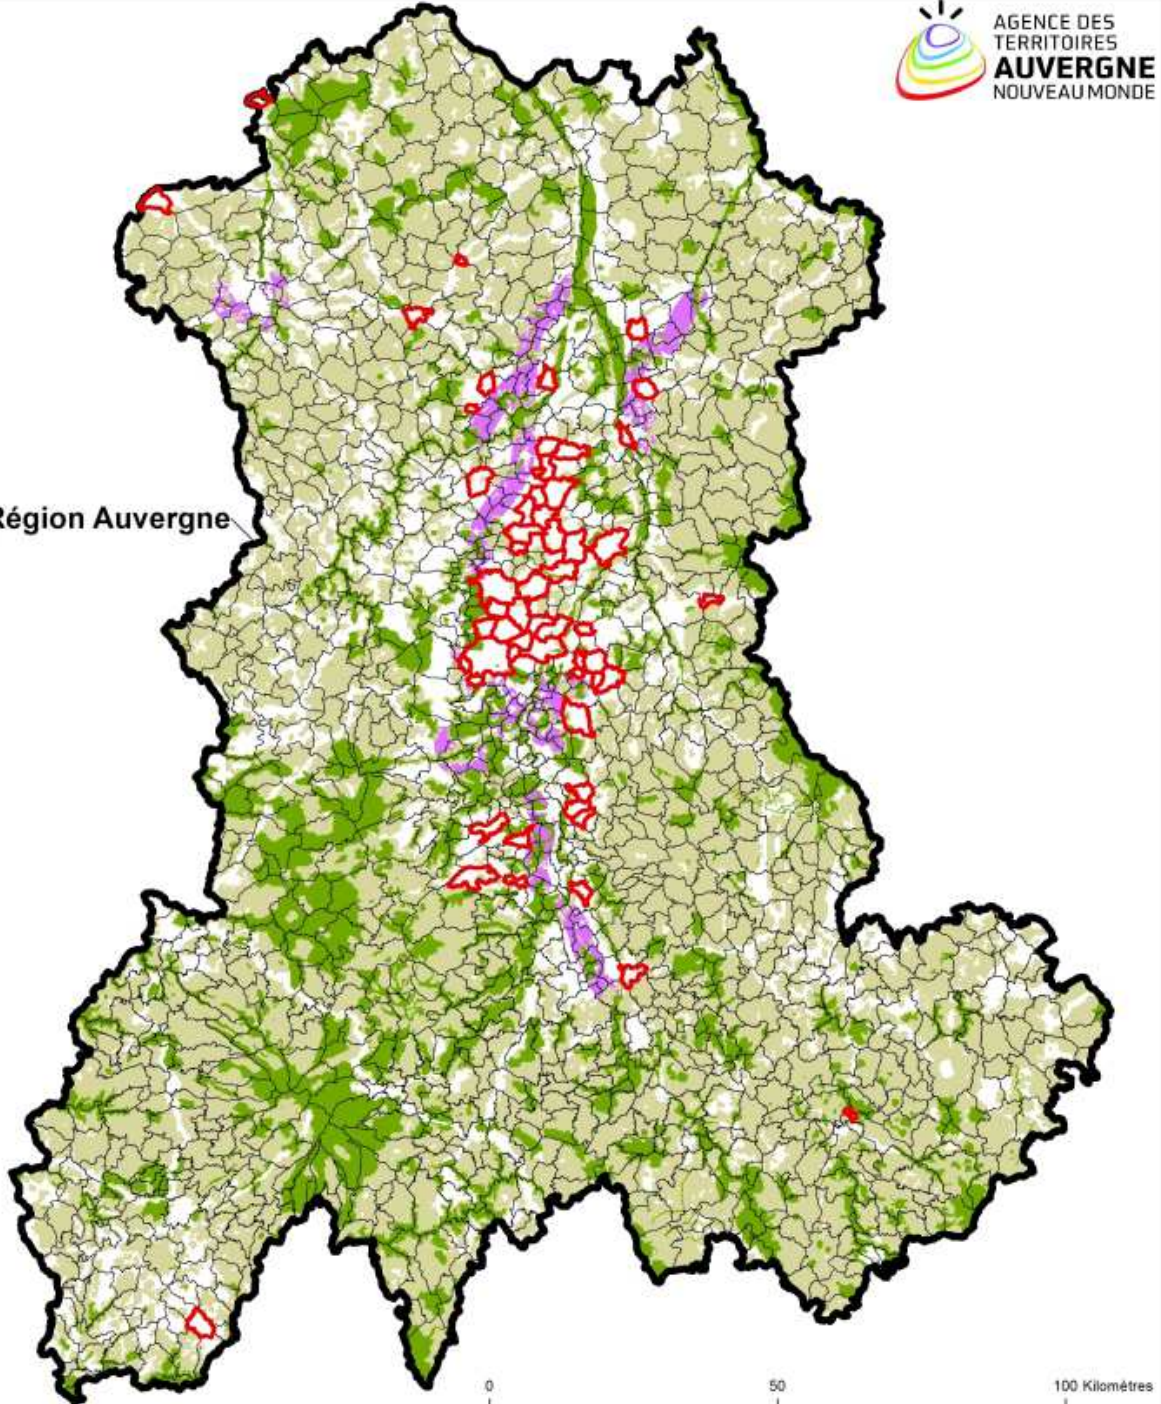 AGENCE DES
TERRITOIRES
AUVERGNE
NOUVEAU MONDE
Région Auvergne
0 50 100 Kilomètres